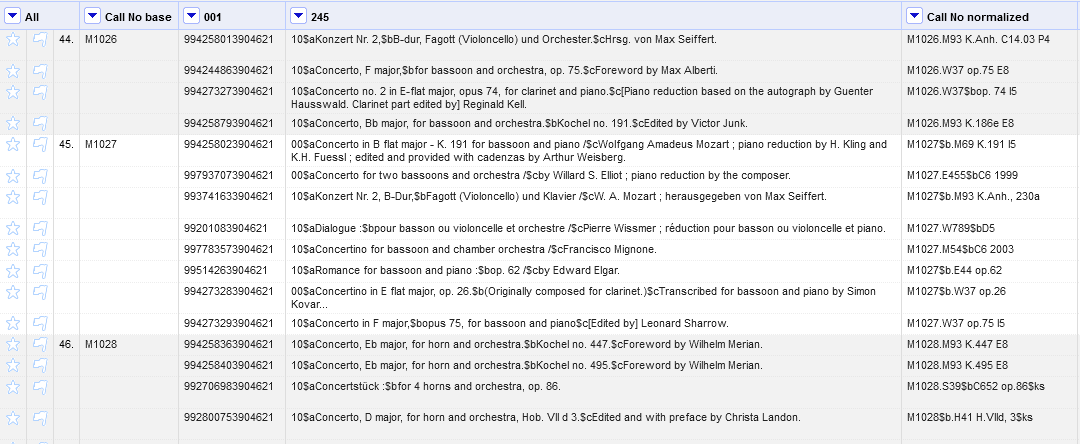 All Call No base 001 245 Call No normalized
44. M1026 994258013904621 10$aKonzert Nr. 2,$bB-dur, Fagott (Violoncello) und Orchester.$cHrsg. von Max Seiffert. M1026.M93 K.Anh. C14.03 P4
994244863904621 10$aConcerto, F major,$bfor bassoon and orchestra, op. 75.$cForeword by Max Alberti. M1026.W37 op.75 E8
994273273904621 10$aConcerto no. 2 in E-flat major, opus 74, for clarinet and piano.$c[Piano reduction based on the autograph by Guenter M1026.W37$bop. 74 I5
Hausswald. Clarinet part edited by] Reginald Kell.
994258793904621 10$aConcerto, Bb major, for bassoon and orchestra.$bKochel no. 191.$cEdited by Victor Junk. M1026.M93 K.186e E8
45. M1027 994258023904621 00$aConcerto in B flat major - K. 191 for bassoon and piano /$cWolfgang Amadeus Mozart ; piano reduction by H. Kling and M1027$b.M69 K.191 I5
K.H. Fuessl ; edited and provided with cadenzas by Arthur Weisberg.
997937073904621 00$aConcerto for two bassoons and orchestra /$cby Willard S. Elliot ; piano reduction by the composer. M1027.E455$bC6 1999
993741633904621 10$aKonzert Nr. 2, B-Dur,$bFagott (Violoncello) und Klavier /$cW. A. Mozart ; herausgegeben von Max Seiffert. M1027$b.M93 K.Anh., 230a
99201083904621 10$aDialogue :$bpour basson ou violoncelle et orchestre /$cPierre Wissmer ; réduction pour basson ou violoncelle et piano. M1027.W789$bD5
997783573904621 10$aConcertino for bassoon and chamber orchestra /$cFrancisco Mignone. M1027.M54$bC6 2003
99514263904621 10$aRomance for bassoon and piano :$bop. 62 /$cby Edward Elgar. M1027$b.E44 op.62
994273283904621 00$aConcertino in E flat major, op. 26.$b(Originally composed for clarinet.)$cTranscribed for bassoon and piano by Simon M1027$b.W37 op.26
Kovar...
994273293904621 10$aConcerto in F major,$bopus 75, for bassoon and piano$c[Edited by] Leonard Sharrow. M1027.W37 op.75 I5
46. M1028 994258363904621 10$aConcerto, Eb major, for horn and orchestra.$bKochel no. 447.$cForeword by Wilhelm Merian. M1028.M93 K.447 E8
994258403904621 10$aConcerto, Eb major, for horn and orchestra.$bKochel no. 495.$cForeword by Wilhelm Merian. M1028.M93 K.495 E8
992706983904621 10$aConcertstück :$bfor 4 horns and orchestra, op. 86. M1028.S39$bC652 op.86$ks
992800753904621 10$aConcerto, D major, for horn and orchestra, Hob. VII d 3.$cEdited and with preface by Christa Landon. M1028$b.H41 H.VIId, 3$ks